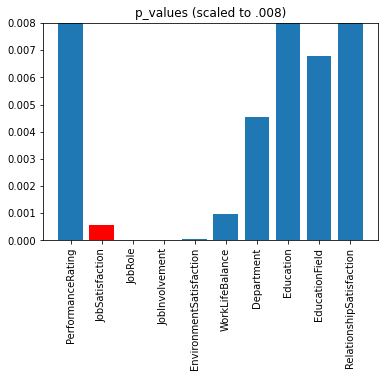 p_values (scaled to .008)
0.008
0.007
0.006
0.005
0.004
0.003
0.002
0.001
0.000
PerformanceRating
JobSatisfaction
JobRole
JobInvolvement
EnvironmentSatisfaction
WorkLifeBalance
Department
Education
EducationField
RelationshipSatisfaction